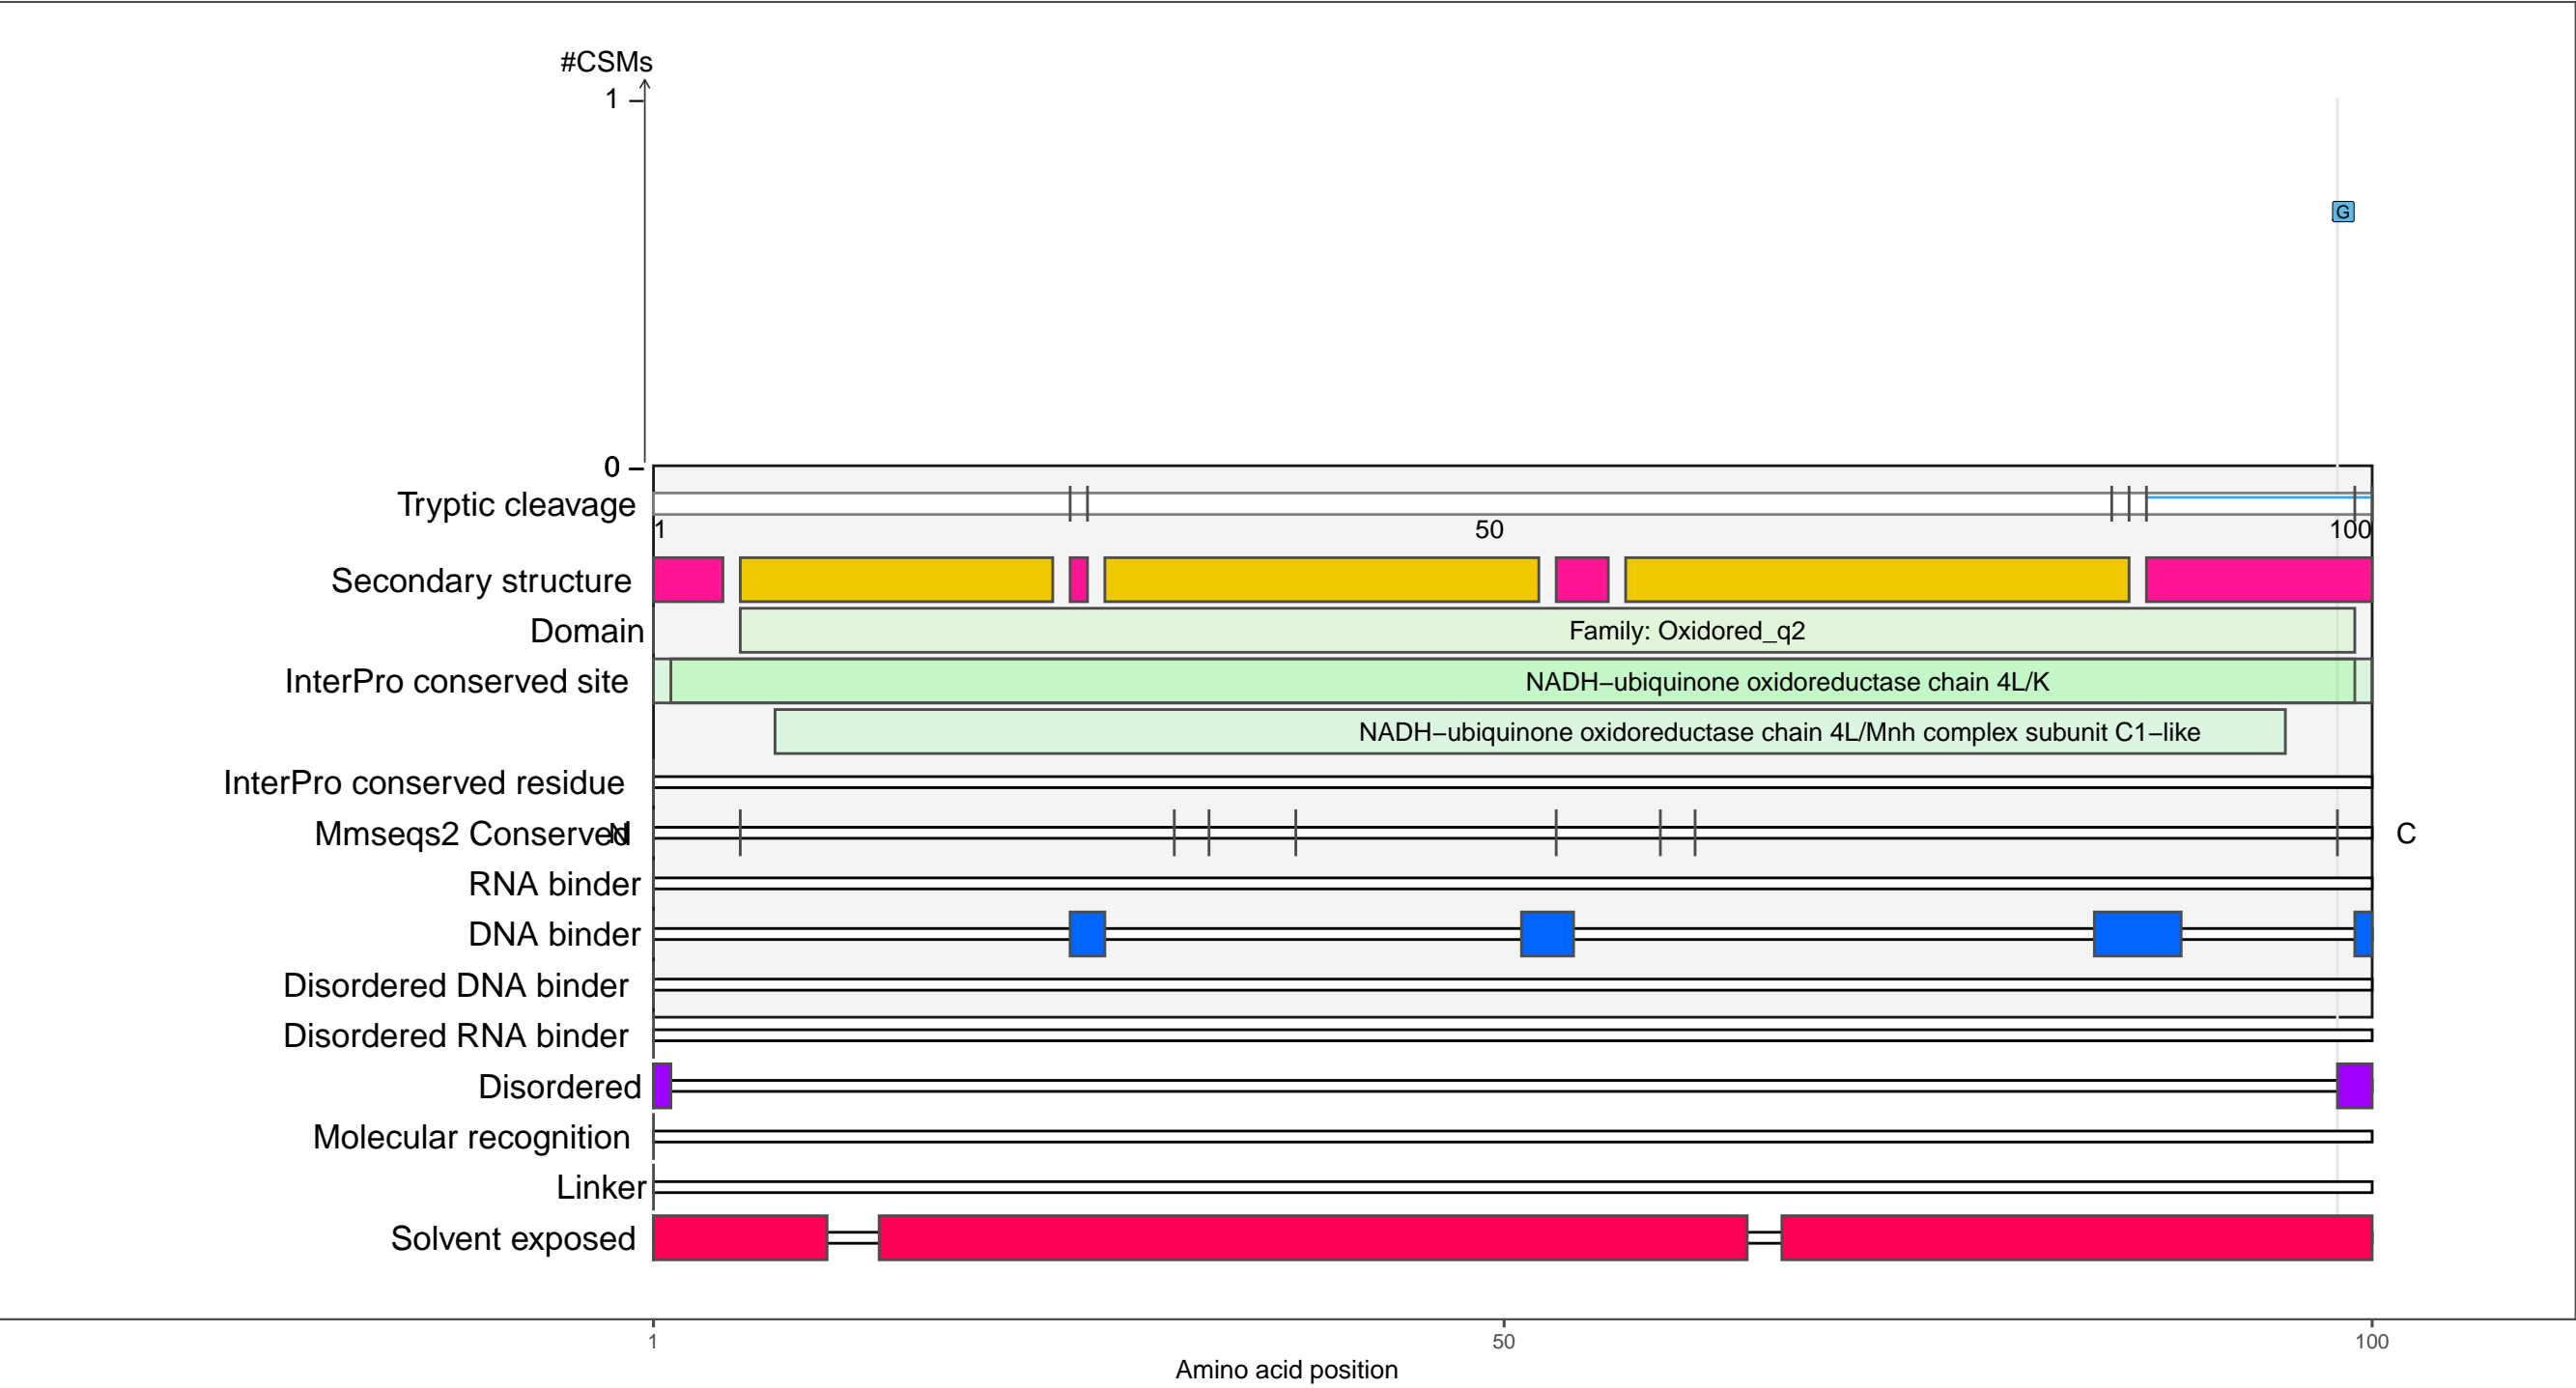 #CSMs
1
G
0
Tryptic cleavage
1 50 100
Secondary structure
Domain
Family: Oxidored_q2
InterPro conserved site
NADH−ubiquinone oxidoreductase chain 4L/K
NADH−ubiquinone oxidoreductase chain 4L/Mnh complex subunit C1−like
InterPro conserved residue
Mmseqs2 Conserved
N
C
RNA binder
DNA binder
Disordered DNA binder
Disordered RNA binder
Disordered
Molecular recognition
Linker
Solvent exposed
1 50 100
Amino acid position